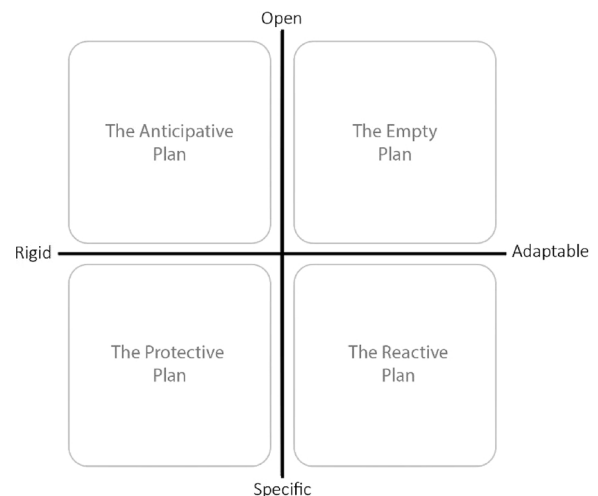 Open
The Anticipative
Plan
The Empty
Plan
Rigid
Adaptable
The Protective
Plan
The Reactive
Plan
Specific